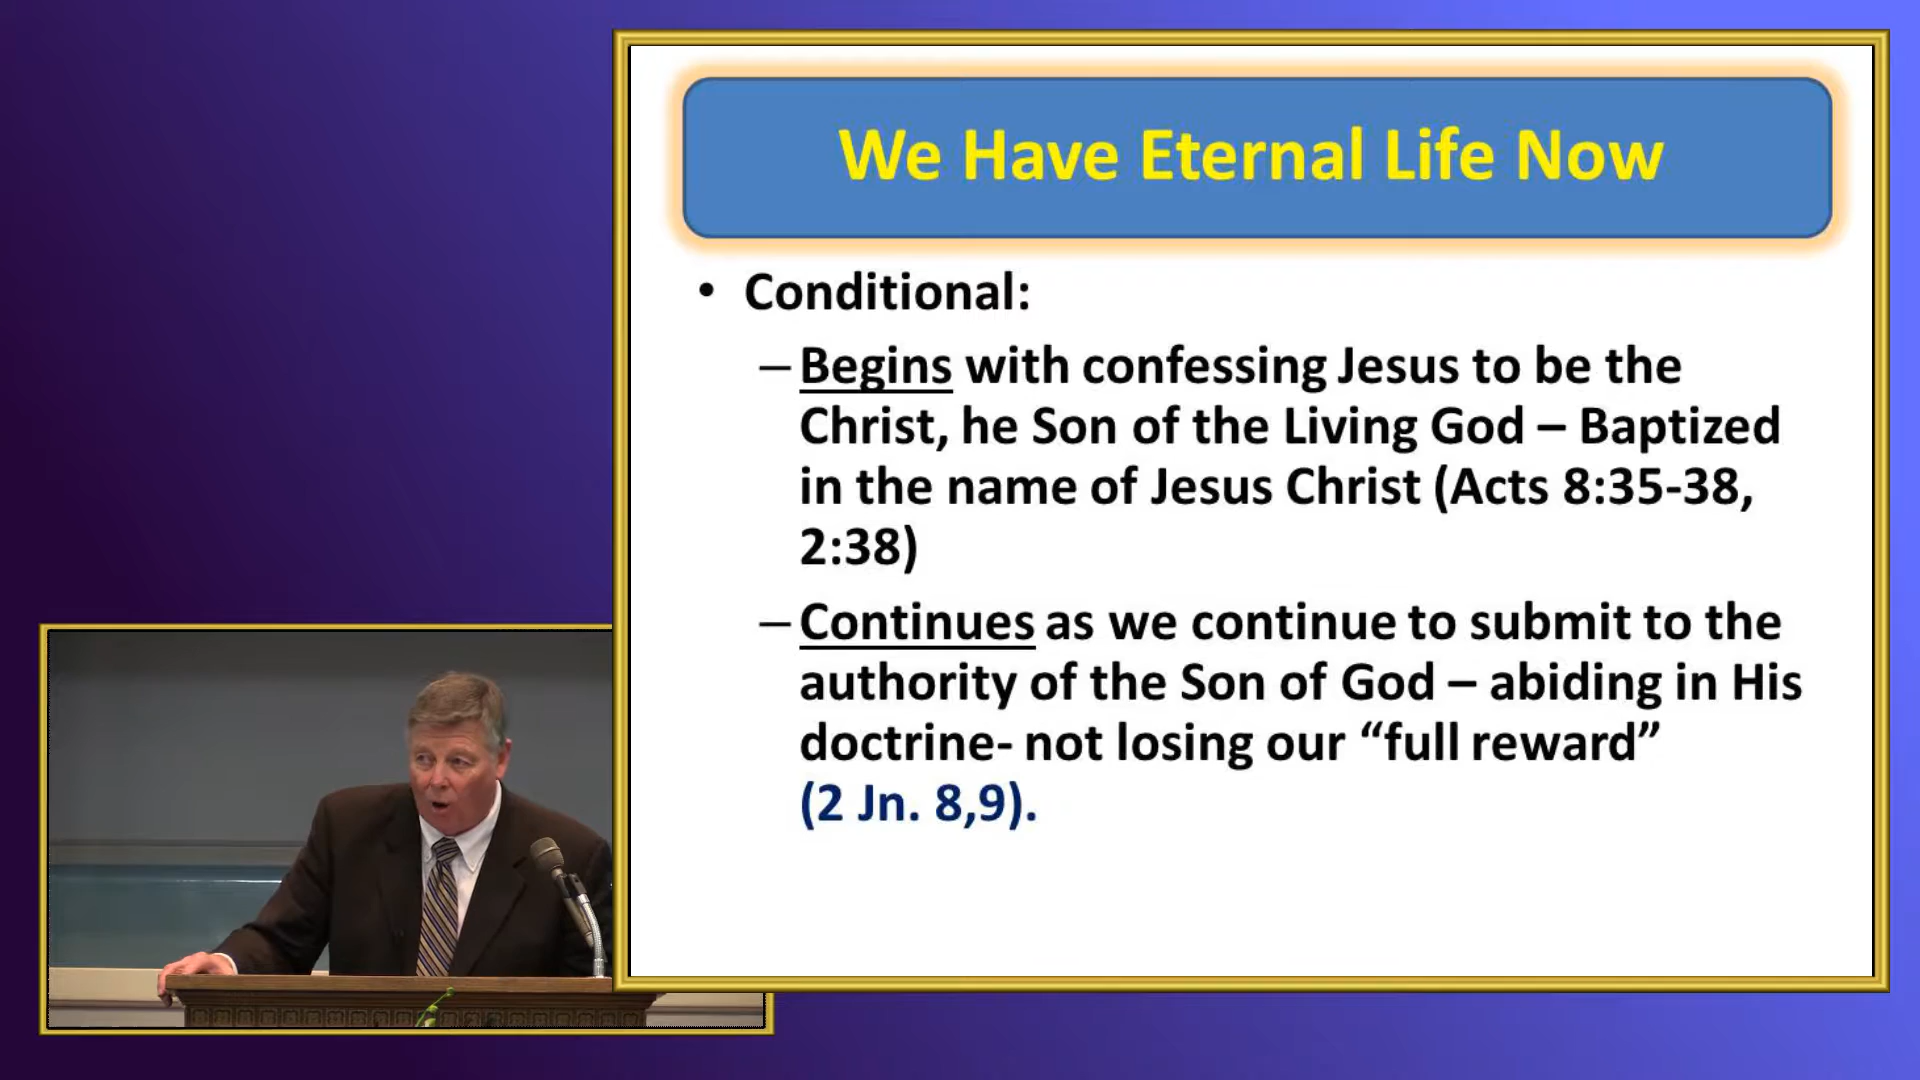 We Have Eternal Life Now
• Conditional:
– Begins with confessing Jesus to be the
Christ, he Son of the Living God – Baptized
in the name of Jesus Christ (Acts 8:35-38,
2:38)
– Continues as we continue to submit to the
authority of the Son of God – abiding in His
doctrine- not losing our “full reward”
(2 Jn. 8,9).